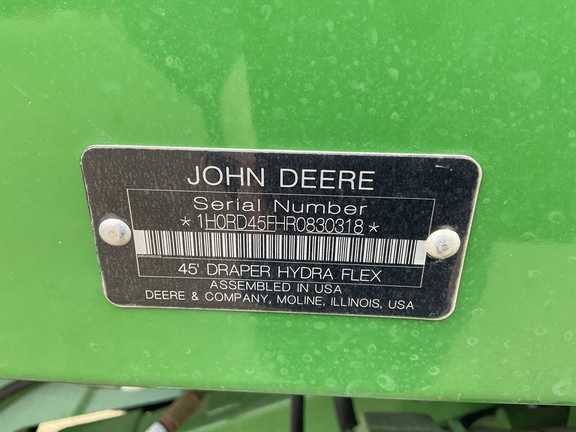 JOHN DEERE
Serial Number
*1H0RD45FHR0830318*
45' DRAPER HYDRA FLEX
ASSEMBLED IN USA
DEERE & COMPANY, MOLINE, ILLINOIS, USA